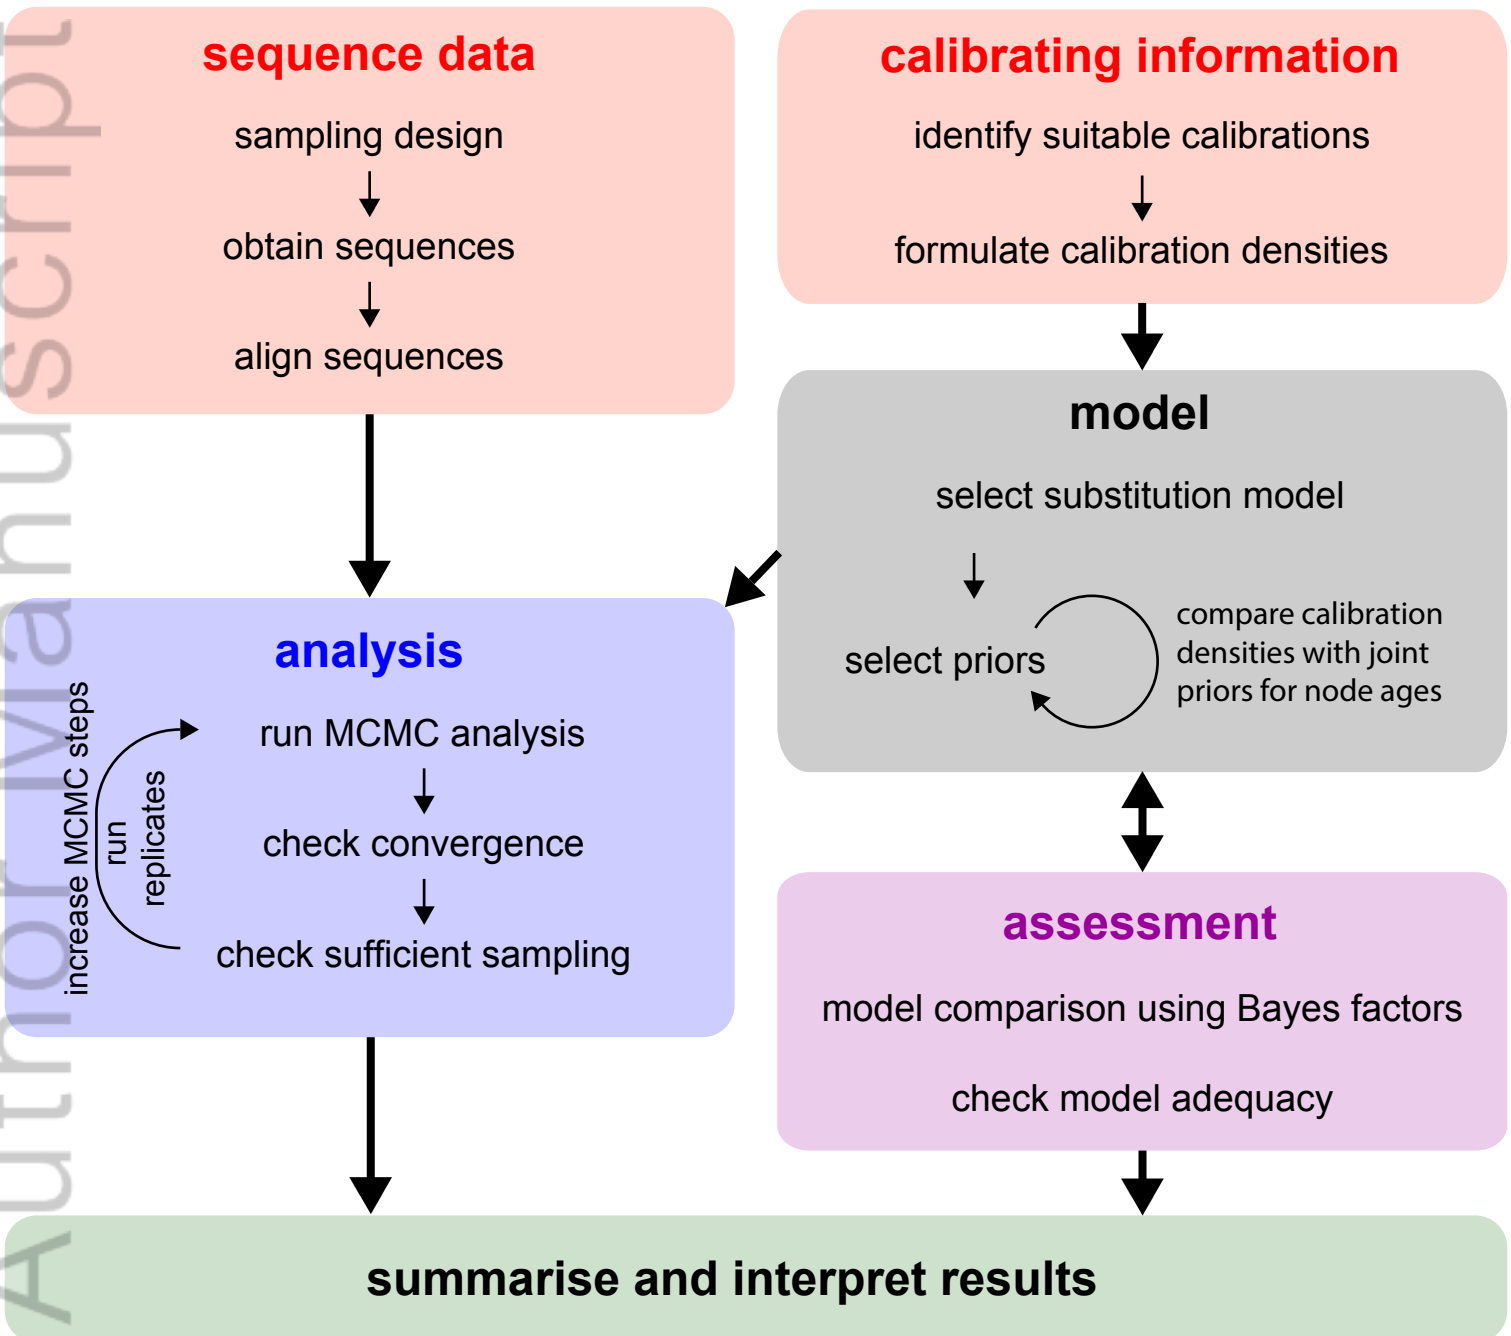 Author Manuscript
sequence data
sampling design
obtain sequences
align sequences
calibrating information
identify suitable calibrations
formulate calibration densities
model
select substitution model
select priors
compare calibration
densities with joint
priors for node ages
analysis
run MCMC analysis
check convergence
check sufficient sampling
increase MCMC steps
run
replicates
assessment
model comparison using Bayes factors
check model adequacy
summarise and interpret results